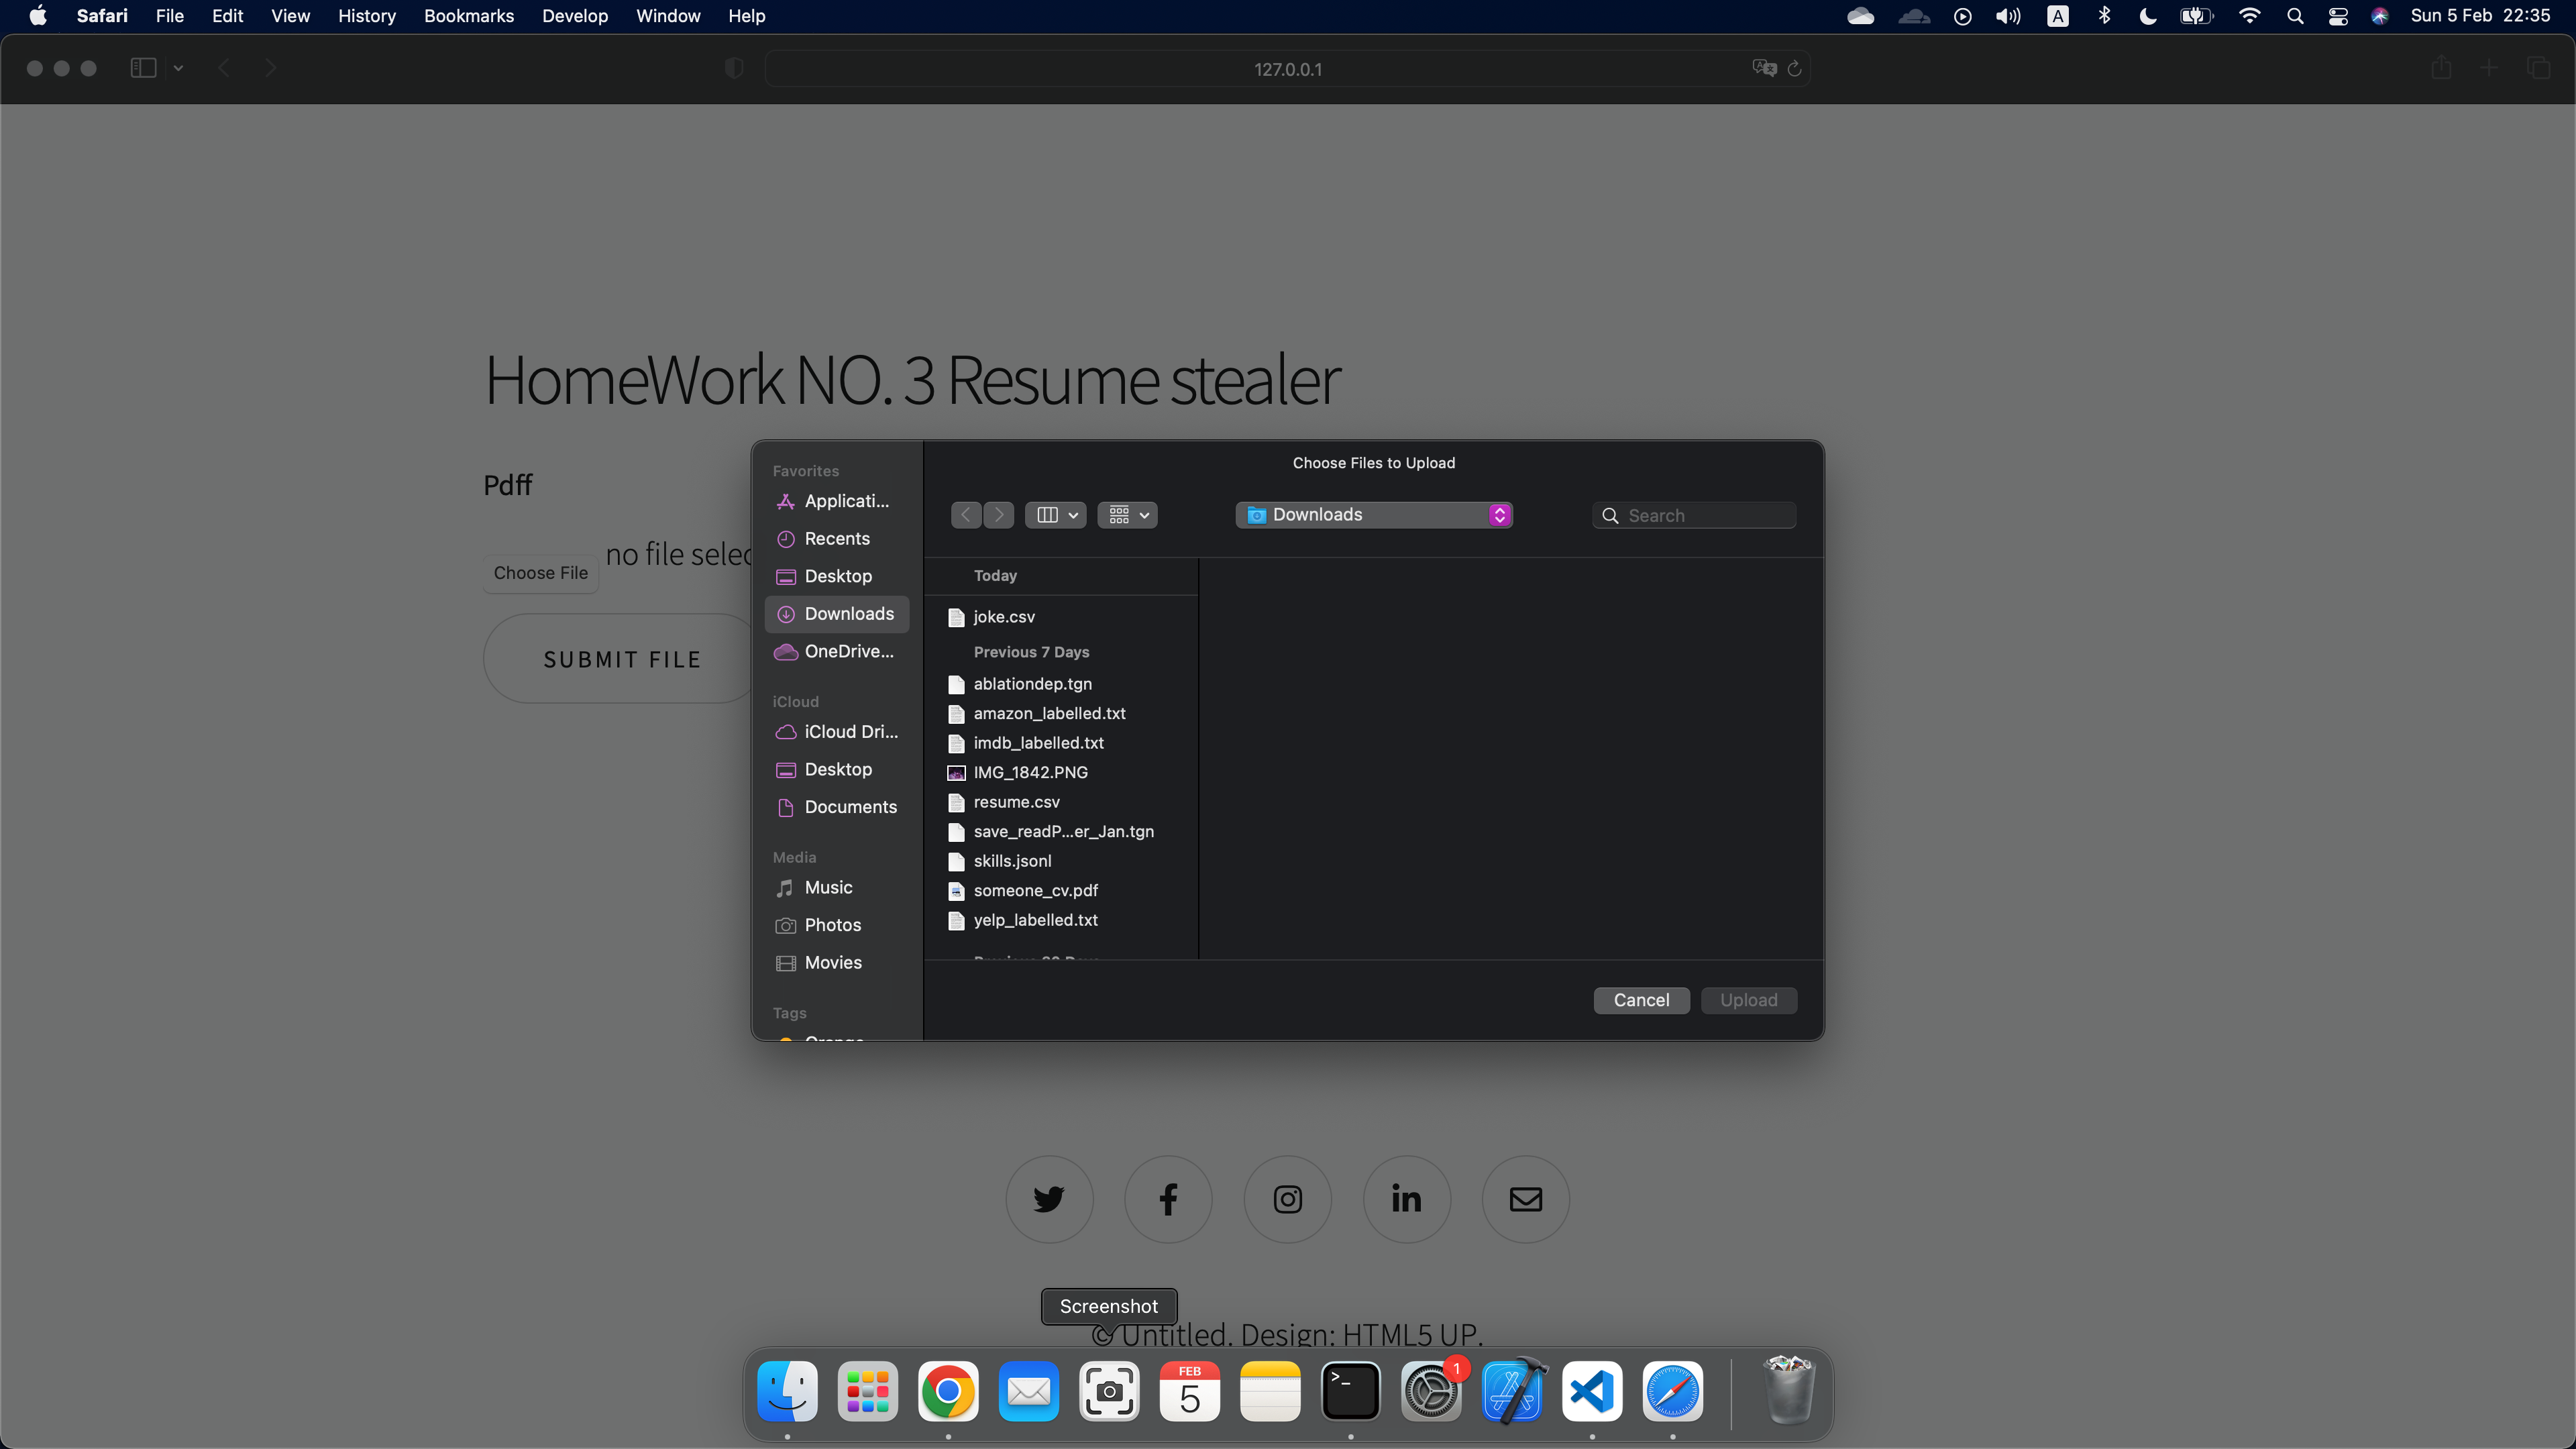 Safari File Edit View History Bookmarks Develop Window Help
A
Sun 5 Feb 22:35
127.0.0.1
HomeWork NO. 3 Resume stealer
Pdff
Choose File
no file selec
SUBMIT FILE
Favorites
Applicati...
Recents
Desktop
Downloads
OneDrive...
iCloud
iCloud Dri...
Desktop
Documents
Media
Music
Photos
Movies
Tags
Orange
Choose Files to Upload
Downloads
Search
Today
joke.csv
Previous 7 Days
ablationdep.tgn
amazon_labelled.txt
imdb_labelled.txt
IMG_1842.PNG
resume.csv
save_readP...er_Jan.tgn
skills.jsonl
someone_cv.pdf
yelp_labelled.txt
Cancel
Upload
Screenshot
© Untitled. Design: HTML5 UP.
FEB
5
>_
1